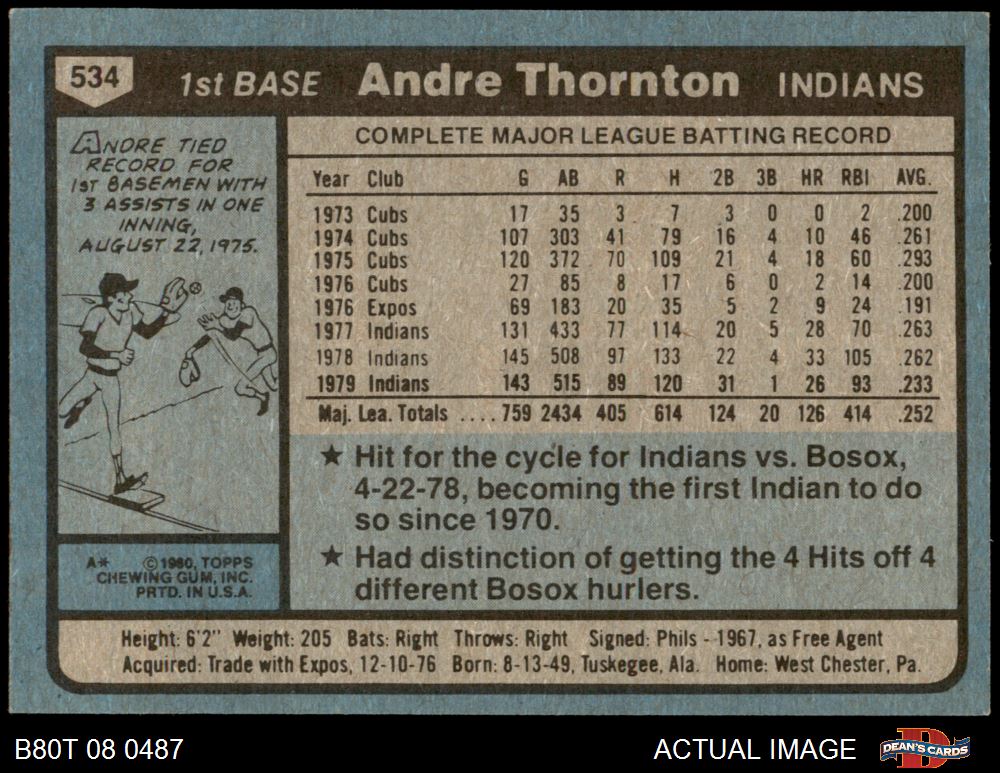 534 1st BASE Andre Thornton INDIANS
ANDRE TIED
RECORD FOR
1ST BASEMEN WITH
3 ASSISTS IN ONE
INNING,
AUGUST 22, 1975.
A* ©1980, TOPPS
CHEWING GUM, INC.
PRTD. IN U.S.A.
COMPLETE MAJOR LEAGUE BATTING RECORD
Year Club G AB R H 2B 3B HR RBI AVG.
1973 Cubs 17 35 3 7 3 0 0 2 .200
1974 Cubs 107 303 41 79 16 4 10 46 .261
1975 Cubs 120 372 70 109 21 4 18 60 .293
1976 Cubs 27 85 8 17 6 0 2 14 .200
1976 Expos 69 183 20 35 5 2 9 24 .191
1977 Indians 131 433 77 114 20 5 28 70 .263
1978 Indians 145 508 97 133 22 4 33 105 .262
1979 Indians 143 515 89 120 31 1 26 93 .233
Maj. Lea. Totals .... 759 2434 405 614 124 20 126 414 .252
★ Hit for the cycle for Indians vs. Bosox,
4-22-78, becoming the first Indian to do
so since 1970.
★ Had distinction of getting the 4 Hits off 4
different Bosox hurlers.
Height: 6'2" Weight: 205 Bats: Right Throws: Right Signed: Phils - 1967, as Free Agent
Acquired: Trade with Expos, 12-10-76 Born: 8-13-49, Tuskegee, Ala. Home: West Chester, Pa.
B80T 08 0487 ACTUAL IMAGE DEAN'S CARDS